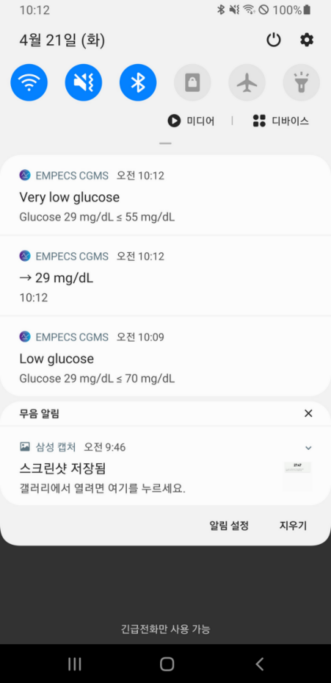 10:12
100%
4월 21일 (화)
미디어 | 디바이스
EMPECS CGMS 오전 10:12
Very low glucose
Glucose 29 mg/dL ≤ 55 mg/dL
EMPECS CGMS 오전 10:12
→ 29 mg/dL
10:12
EMPECS CGMS 오전 10:09
Low glucose
Glucose 29 mg/dL ≤ 70 mg/dL
무음 알림
삼성 캡처 오전 9:46
스크린샷 저장됨
갤러리에서 열려면 여기를 누르세요.
알림 설정 지우기
긴급전화만 사용 가능